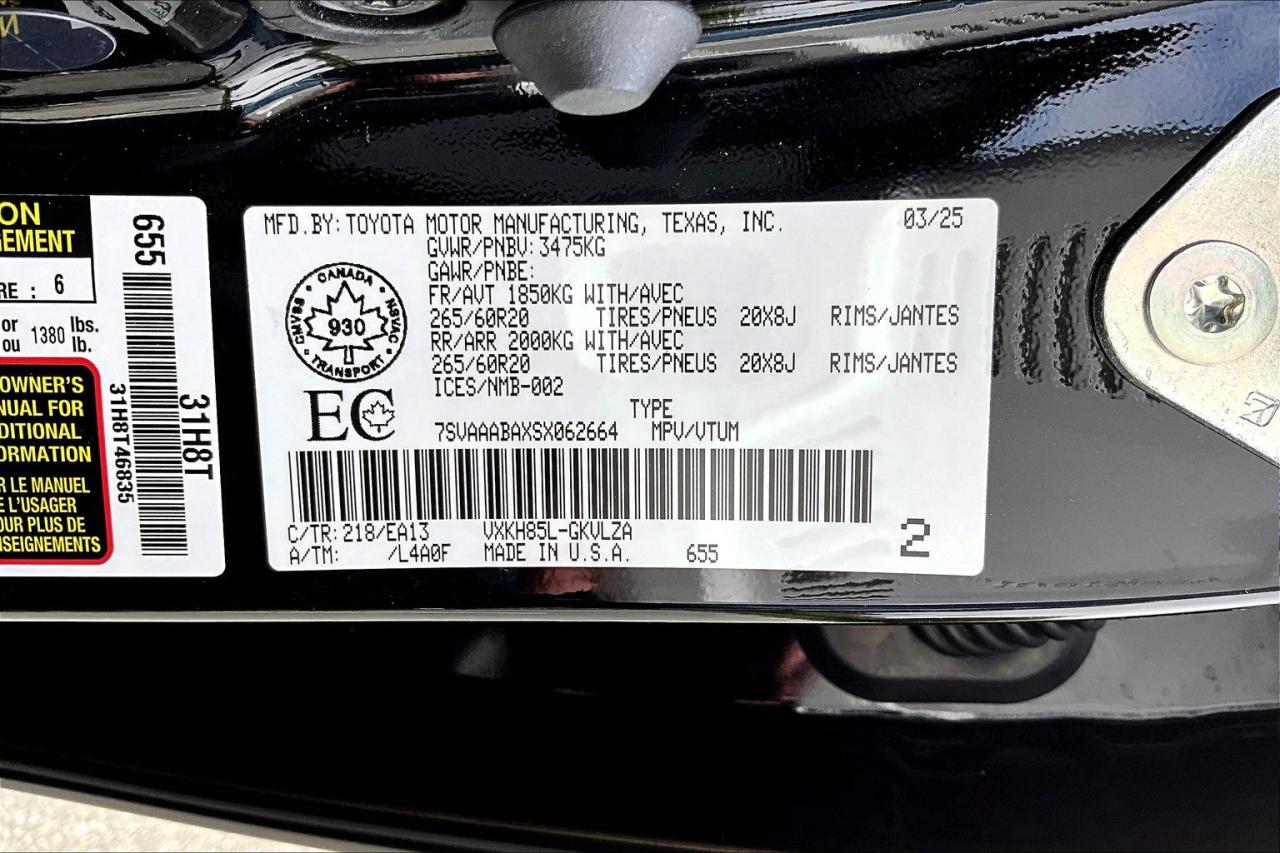 ON
GEMENT
RE : 6
or
ou 1380 lbs.
lb.
OWNER'S
NUAL FOR
DITIONAL
ORMATION
R LE MANUEL
E L'USAGER
OUR PLUS DE
NSEIGNEMENTS
655
31H8T46835
31H8T
MFD.BY:TOYOTA MOTOR MANUFACTURING, TEXAS, INC. 03/25
GVWR/PNBV:3475KG
GAWR/PNBE:
FR/AVT 1850KG WITH/AVEC
265/60R20 TIRES/PNEUS 20X8J RIMS/JANTES
RR/ARR 2000KG WITH/AVEC
265/60R20 TIRES/PNEUS 20X8J RIMS/JANTES
ICES/NMB-002
CANADA
CMVSS
NSVAC
930
TRANSPORT
EC
TYPE
7SVAAABAXSX062664 MPV/VTUM
C/TR:218/EA13 VXKH85L-GKVLZA
A/TM: /L4A0F MADE IN U.S.A. 655
2